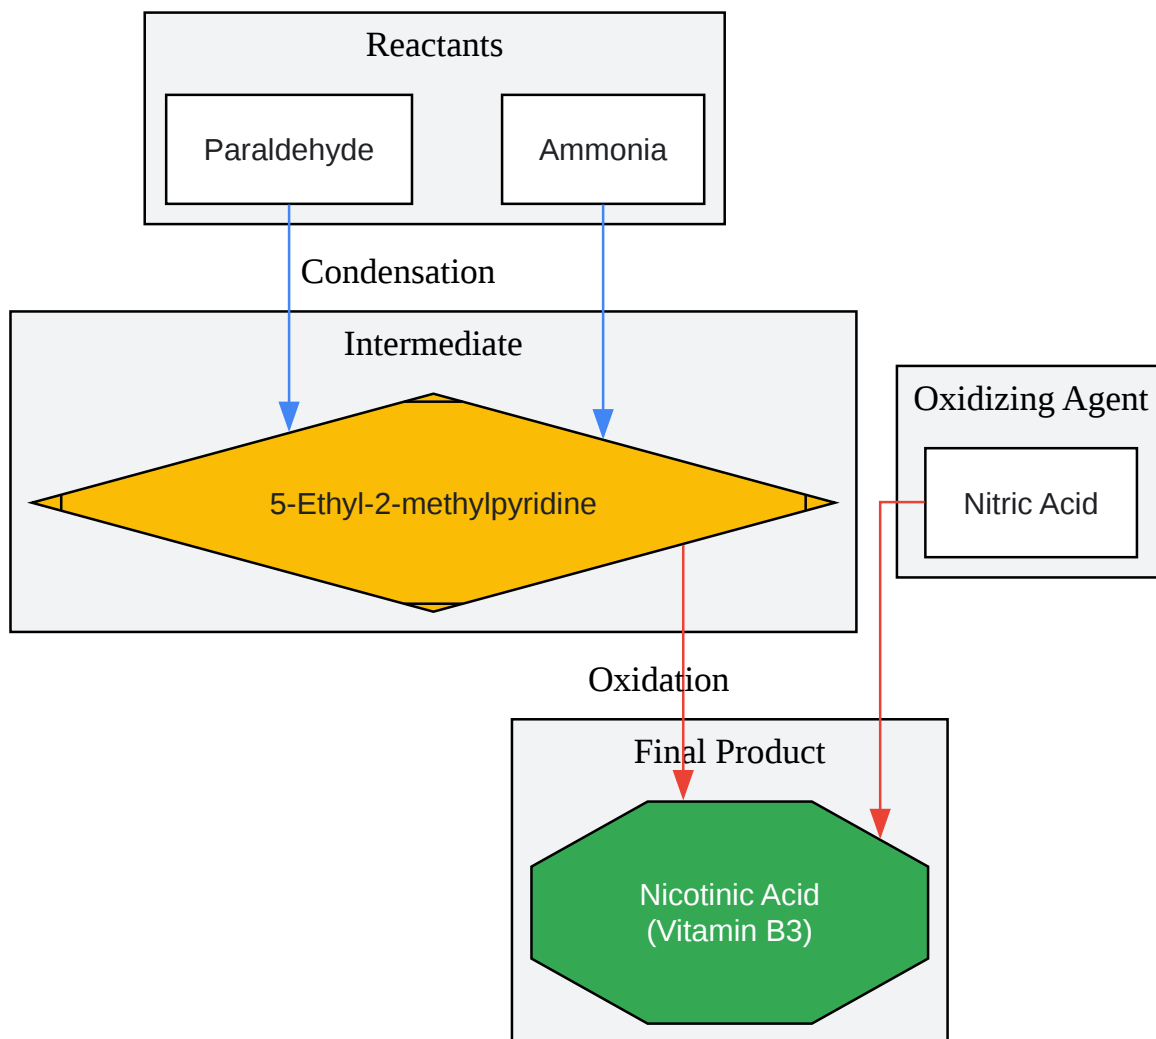 Reactants
Paraldehyde
Ammonia
Condensation
Intermediate
5-Ethyl-2-methylpyridine
Oxidizing Agent
Nitric Acid
Oxidation
Final Product
Nicotinic Acid
(Vitamin B3)